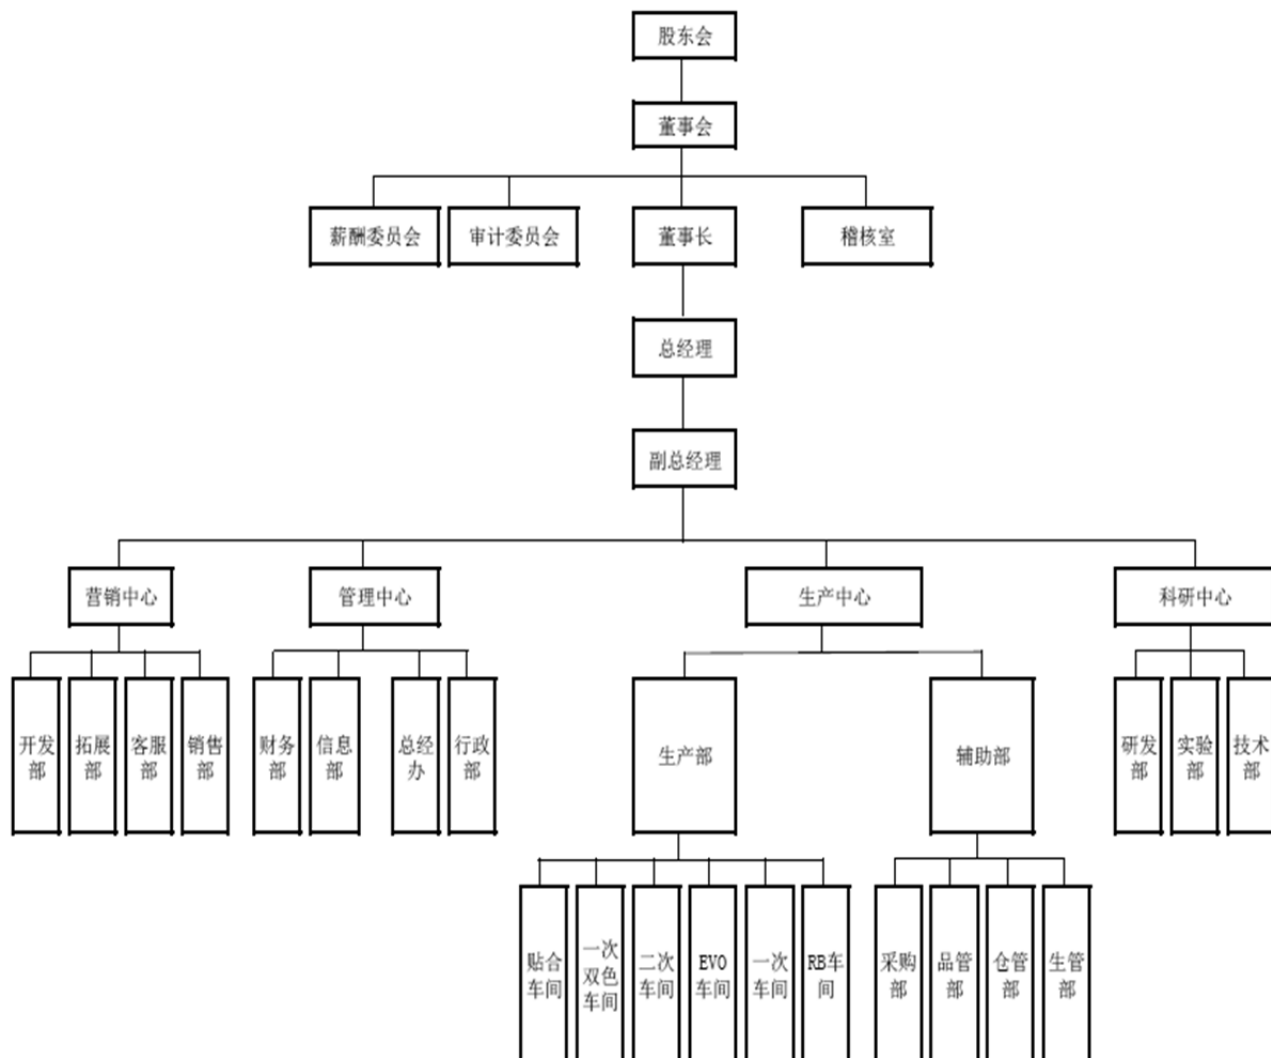 股东会
董事会
薪酬委员会
审计委员会
董事长
稽核室
总经理
副总经理
营销中心
管理中心
生产中心
科研中心
开发
部
拓展
部
客服
部
销售
部
财务
部
信息
部
总经
办
行政
部
生产部
辅助部
研发
部
实验
部
技术
部
贴合
车间
一次
双色
车间
二次
车间
EVO
车间
一次
车间
RB车
间
采购
部
品管
部
仓管
部
生管
部